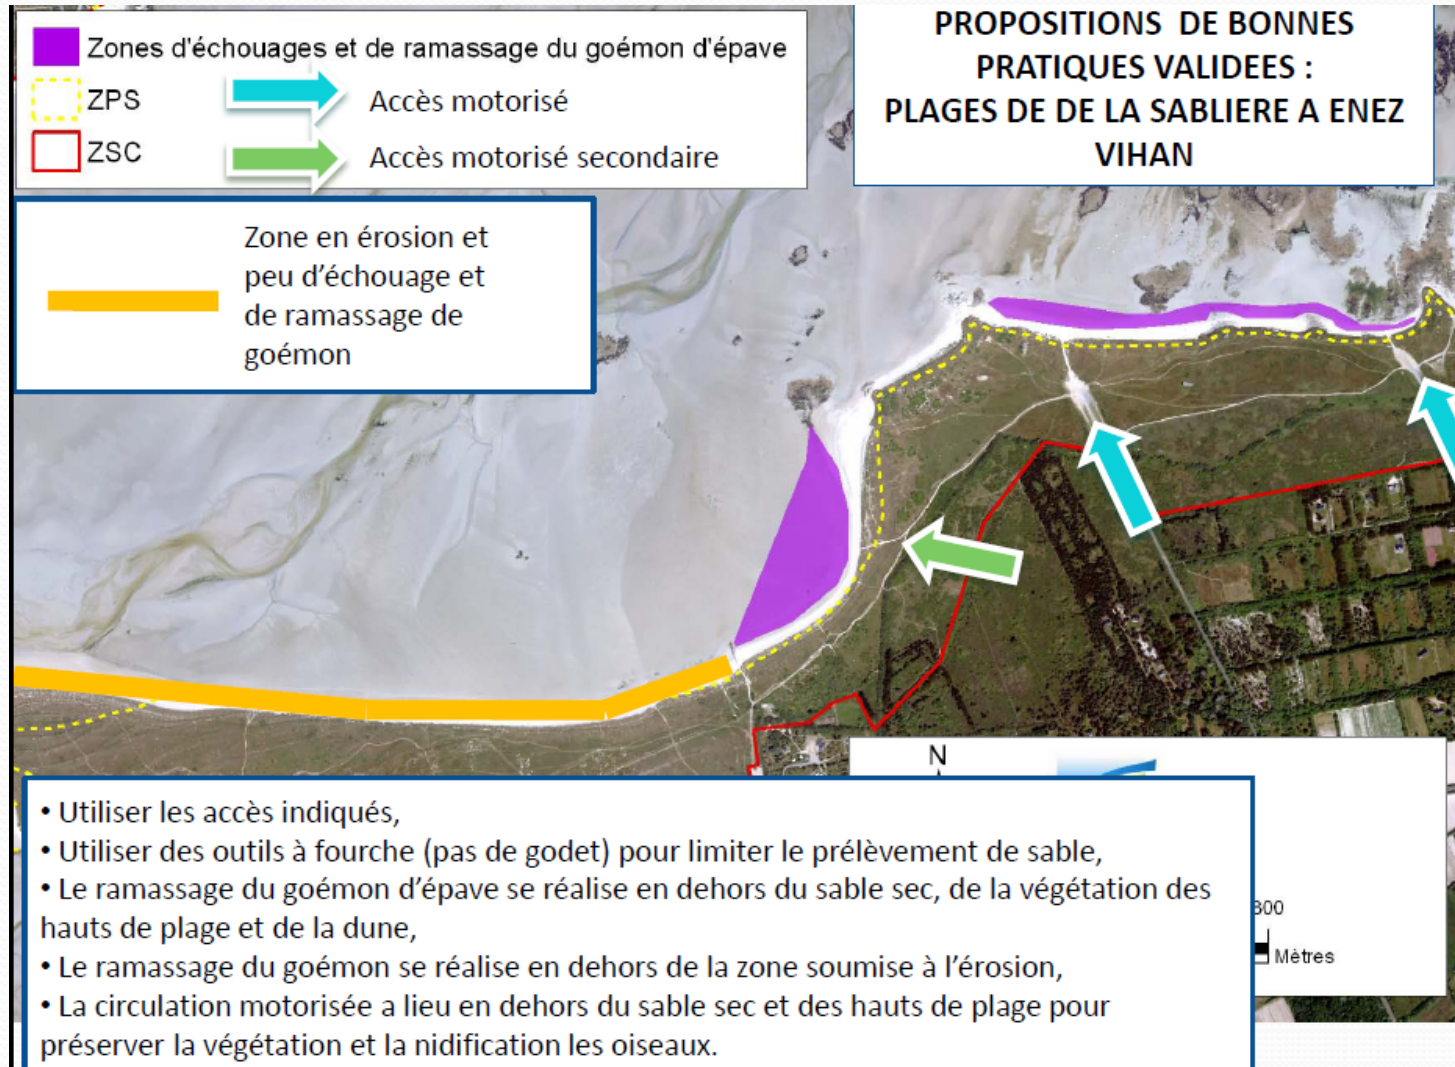 Zones d'échouages et de ramassage du goémon d'épave
ZPS
Accès motorisé
ZSC
Accès motorisé secondaire
PROPOSITIONS DE BONNES
PRATIQUES VALIDEES :
PLAGES DE DE LA SABLIERE A ENEZ
VIHAN
Zone en érosion et
peu d'échouage et
de ramassage de
goémon
N
300
Mètres
• Utiliser les accès indiqués,
• Utiliser des outils à fourche (pas de godet) pour limiter le prélèvement de sable,
• Le ramassage du goémon d'épave se réalise en dehors du sable sec, de la végétation des
hauts de plage et de la dune,
• Le ramassage du goémon se réalise en dehors de la zone soumise à l'érosion,
• La circulation motorisée a lieu en dehors du sable sec et des hauts de plage pour
préserver la végétation et la nidification les oiseaux.